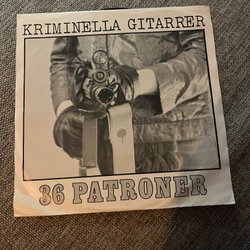 KRIMINELLA GITARRER
36 PATRONER